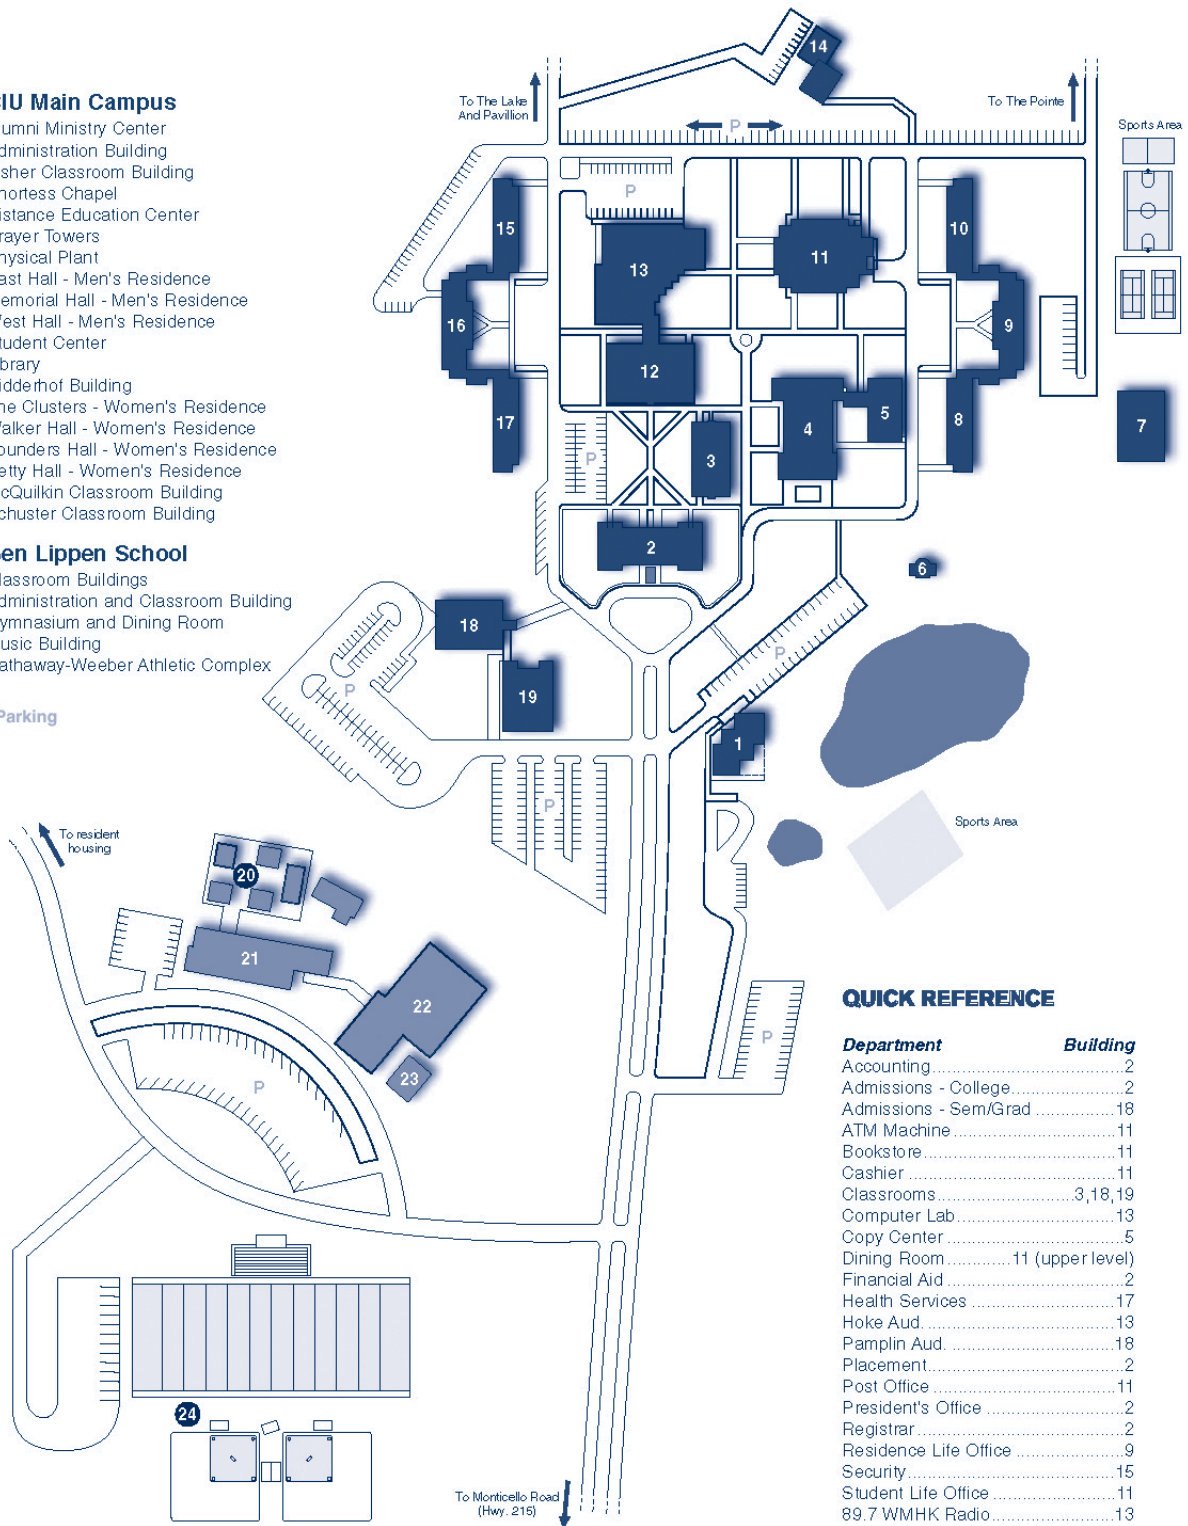 CIU Main Campus
umni Ministry Center
dministration Building
sher Classroom Building
hortess Chapel
istance Education Center
rayer Towers
hysical Plant
ast Hall - Men's Residence
emorial Hall - Men's Residence
est Hall - Men's Residence
tudent Center
brary
idderhof Building
he Clusters - Women's Residence
alker Hall - Women's Residence
ounders Hall - Women's Residence
etty Hall - Women's Residence
cQuilkin Classroom Building
chuster Classroom Building
Ben Lippen School
lassroom Buildings
dministration and Classroom Building
ymnasium and Dining Room
usic Building
athaway-Weeber Athletic Complex
Parking
14
To The Lake
And Pavillion
To The Pointe
P
Sports Area
P
15
10
13
11
16
9
12
17
5
8
4
7
P
3
2
6
18
P
P
19
1
P
Sports Area
To resident
housing
20
21
22
23
P
P
24
To Monticello Road
(Hwy. 215)
QUICK REFERENCE
Department Building
Accounting 2
Admissions - College 2
Admissions - Sem/Grad 18
ATM Machine 11
Bookstore 11
Cashier 11
Classrooms 3,18,19
Computer Lab 13
Copy Center 5
Dining Room 11 (upper level)
Financial Aid 2
Health Services 17
Hoke Aud. 13
Pamplin Aud. 18
Placement 2
Post Office 11
President's Office 2
Registrar 2
Residence Life Office 9
Security 15
Student Life Office 11
89.7 WMHK Radio 13